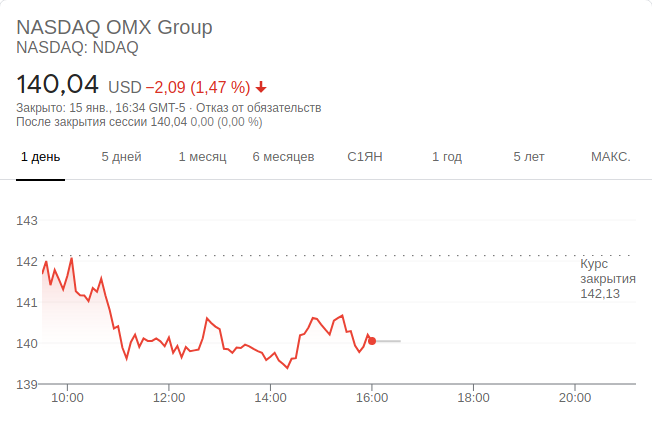 NASDAQ OMX Group
NASDAQ: NDAQ
140,04 USD −2,09 (1,47 %)
Закрыто: 15 янв., 16:34 GMT-5 · Отказ от обязательств
После закрытия сессии 140,04 0,00 (0,00 %)
1 день 5 дней 1 месяц 6 месяцев С1ЯН 1 год 5 лет МАКС.
143
142
Курс
закрытия
142,13
141
140
139
10:00 12:00 14:00 16:00 18:00 20:00